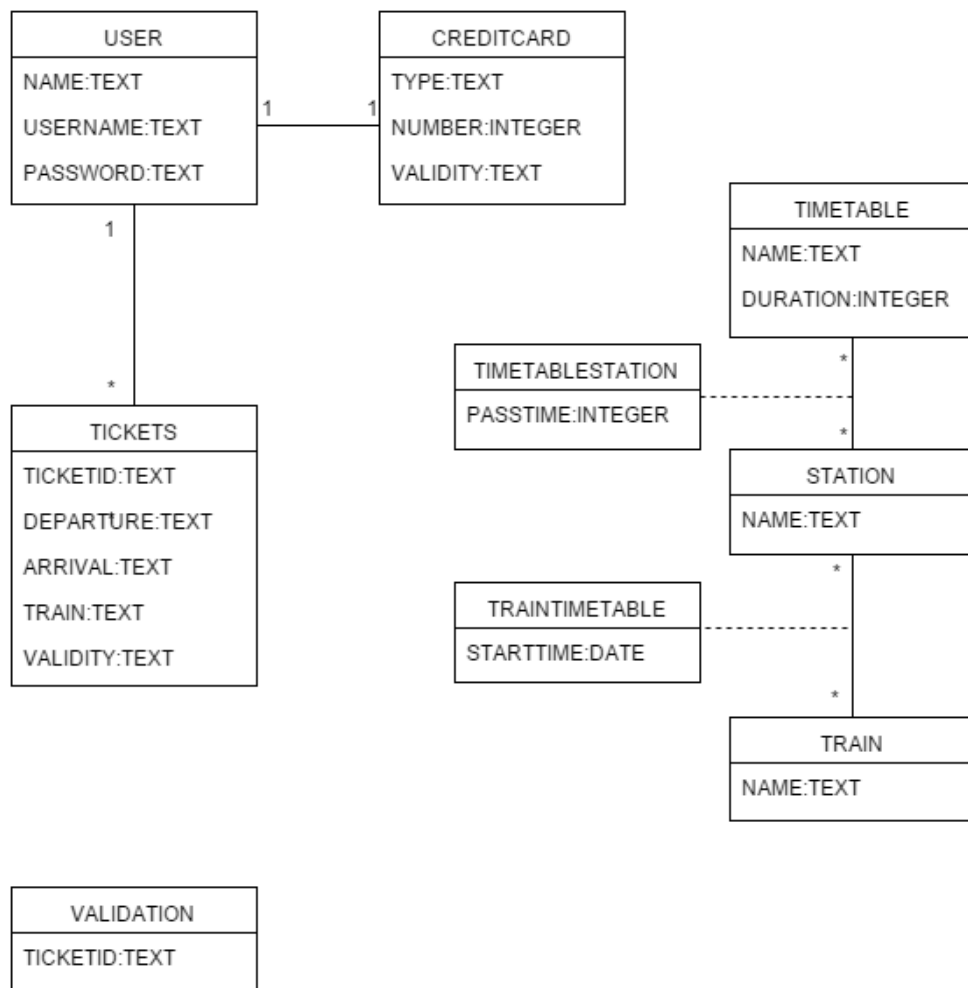 USER
NAME:TEXT
USERNAME:TEXT
PASSWORD:TEXT
1
1
CREDITCARD
TYPE:TEXT
NUMBER:INTEGER
VALIDITY:TEXT
1
*
TICKETS
TICKETID:TEXT
DEPARTURE:TEXT
ARRIVAL:TEXT
TRAIN:TEXT
VALIDITY:TEXT
TIMETABLE
NAME:TEXT
DURATION:INTEGER
*
TIMETABLESTATION
PASSTIME:INTEGER
*
STATION
NAME:TEXT
*
TRAINTIMETABLE
STARTTIME:DATE
*
TRAIN
NAME:TEXT
VALIDATION
TICKETID:TEXT